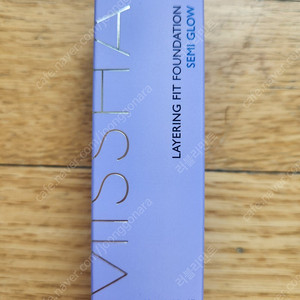 MISSHA
LAYERING FIT FOUNDATION
SEMI GLOW